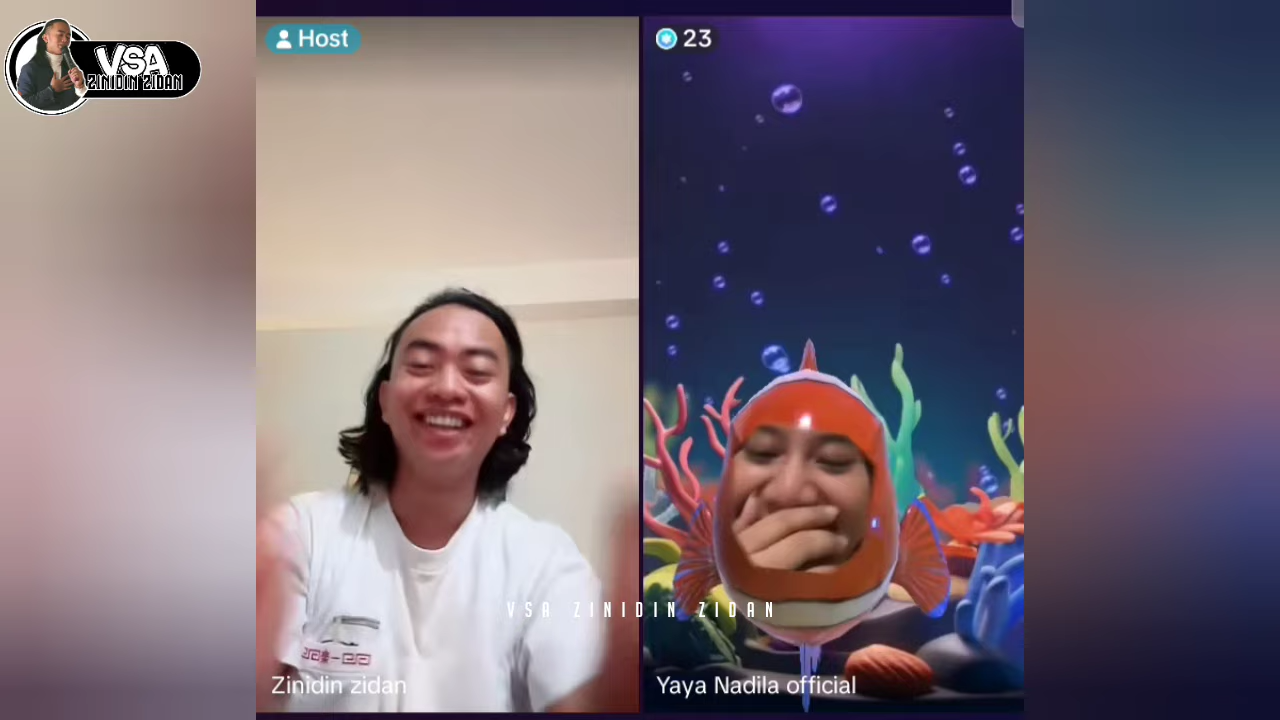 VSA
ZINIDIN ZIDAN
Host
23
VSA ZINIDIN ZIDAN
Zinidin zidan
Yaya Nadila official